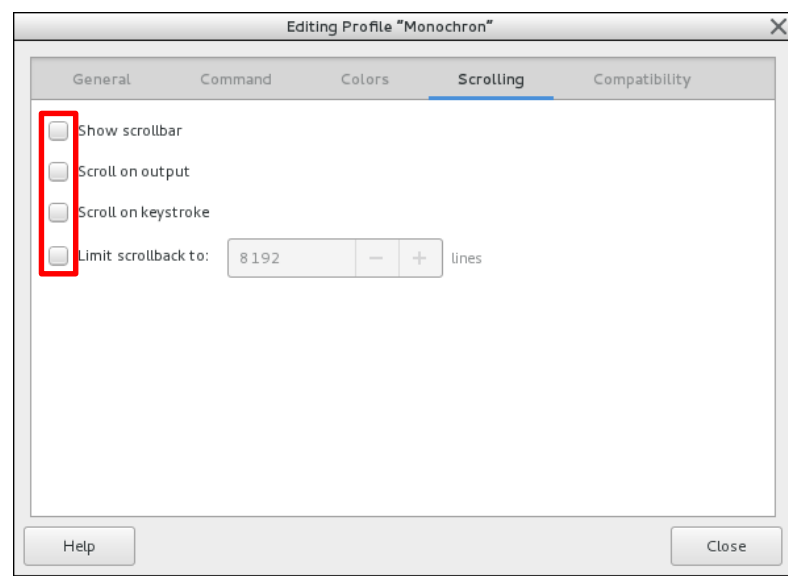 Editing Profile “Monochron”
General Command Colors Scrolling Compatibility
Show scrollbar
Scroll on output
Scroll on keystroke
Limit scrollback to: 8192 − + lines
Help Close